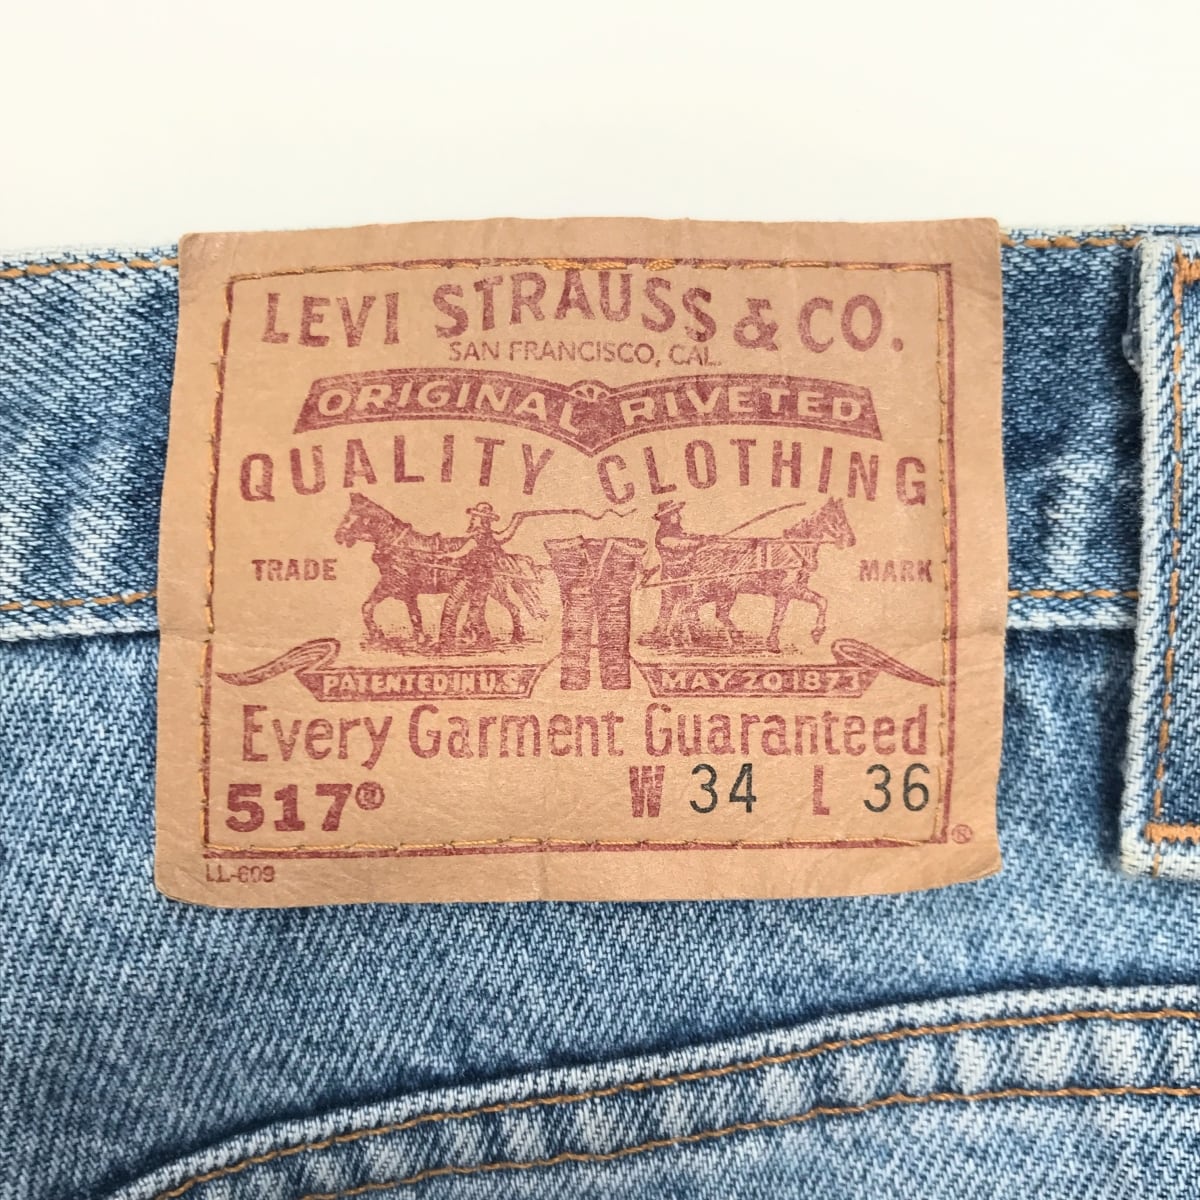 LEVI STRAUSS & CO.
SAN FRANCISCO, CAL.
ORIGINAL RIVETED
QUALITY CLOTHING
TRADE MARK
PATENTED IN U.S. MAY 20 1873
Every Garment Guaranteed
517® W 34 L 36
®
LL-609